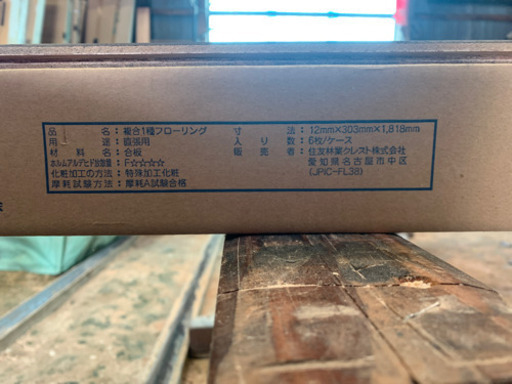 品名：複合1種フローリング
用途：直張用
材料名：合板
ホルムアルデヒド放散量：F☆☆☆☆
化粧加工の方法：特殊加工化粧
摩耗試験方法：摩耗A試験合格
寸法：12mm×303mm×1,818mm
入り数：6枚/ケース
販売者：住友林業クレスト株式会社
愛知県名古屋市中区
(JPIC-FL38)